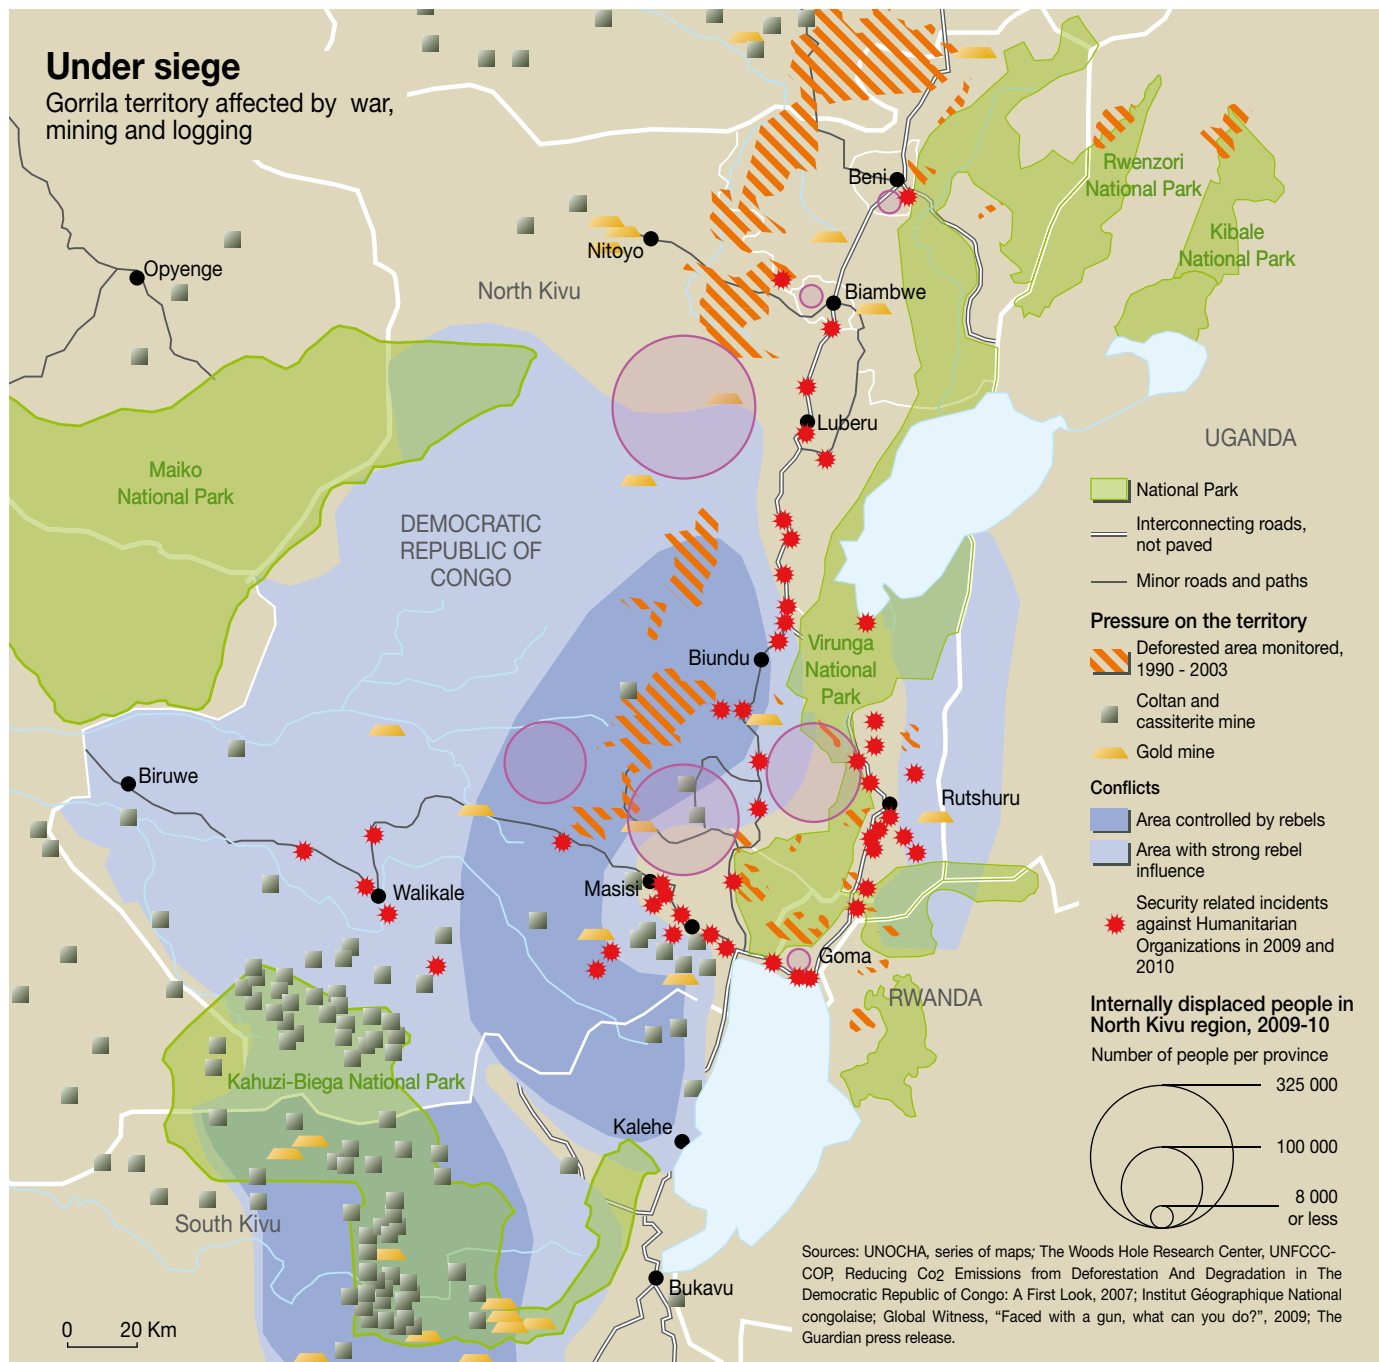 Under siege
Gorrila territory affected by war,
mining and logging
Beni
Rwenzori
National Park
Kibale
National Park
Nitoyo
Opyenge
North Kivu
Biambwe
Luberu
UGANDA
Maiko
National Park
DEMOCRATIC
REPUBLIC OF
CONGO
Virunga
National
Park
Biundu
Biruwe
Rutshuru
Walikale
Masisi
Goma
RWANDA
Kahuzi-Biega National Park
Kalehe
South Kivu
Bukavu
0 20 Km
National Park
Interconnecting roads,
not paved
Minor roads and paths
Pressure on the territory
Deforested area monitored,
1990 - 2003
Coltan and
cassiterite mine
Gold mine
Conflicts
Area controlled by rebels
Area with strong rebel
influence
Security related incidents
against Humanitarian
Organizations in 2009 and
2010
Internally displaced people in
North Kivu region, 2009-10
Number of people per province
325 000
100 000
8 000
or less
Sources: UNOCHA, series of maps; The Woods Hole Research Center, UNFCCC-
COP, Reducing Co2 Emissions from Deforestation And Degradation in The
Democratic Republic of Congo: A First Look, 2007; Institut Géographique National
congolaise; Global Witness, “Faced with a gun, what can you do?”, 2009; The
Guardian press release.